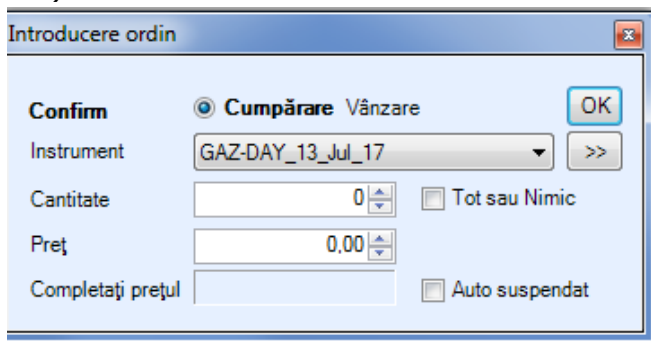 Introducere ordin
Confirm Cumpărare Vânzare OK
Instrument GAZ-DAY_13_Jul_17 >>
Cantitate 0 Tot sau Nimic
Preţ 0,00
Completaţi preţul Auto suspendat